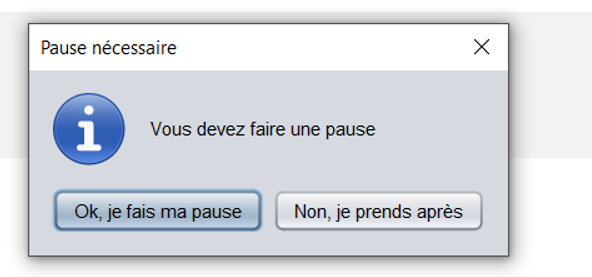 Pause nécessaire
Vous devez faire une pause
Ok, je fais ma pause
Non, je prends après